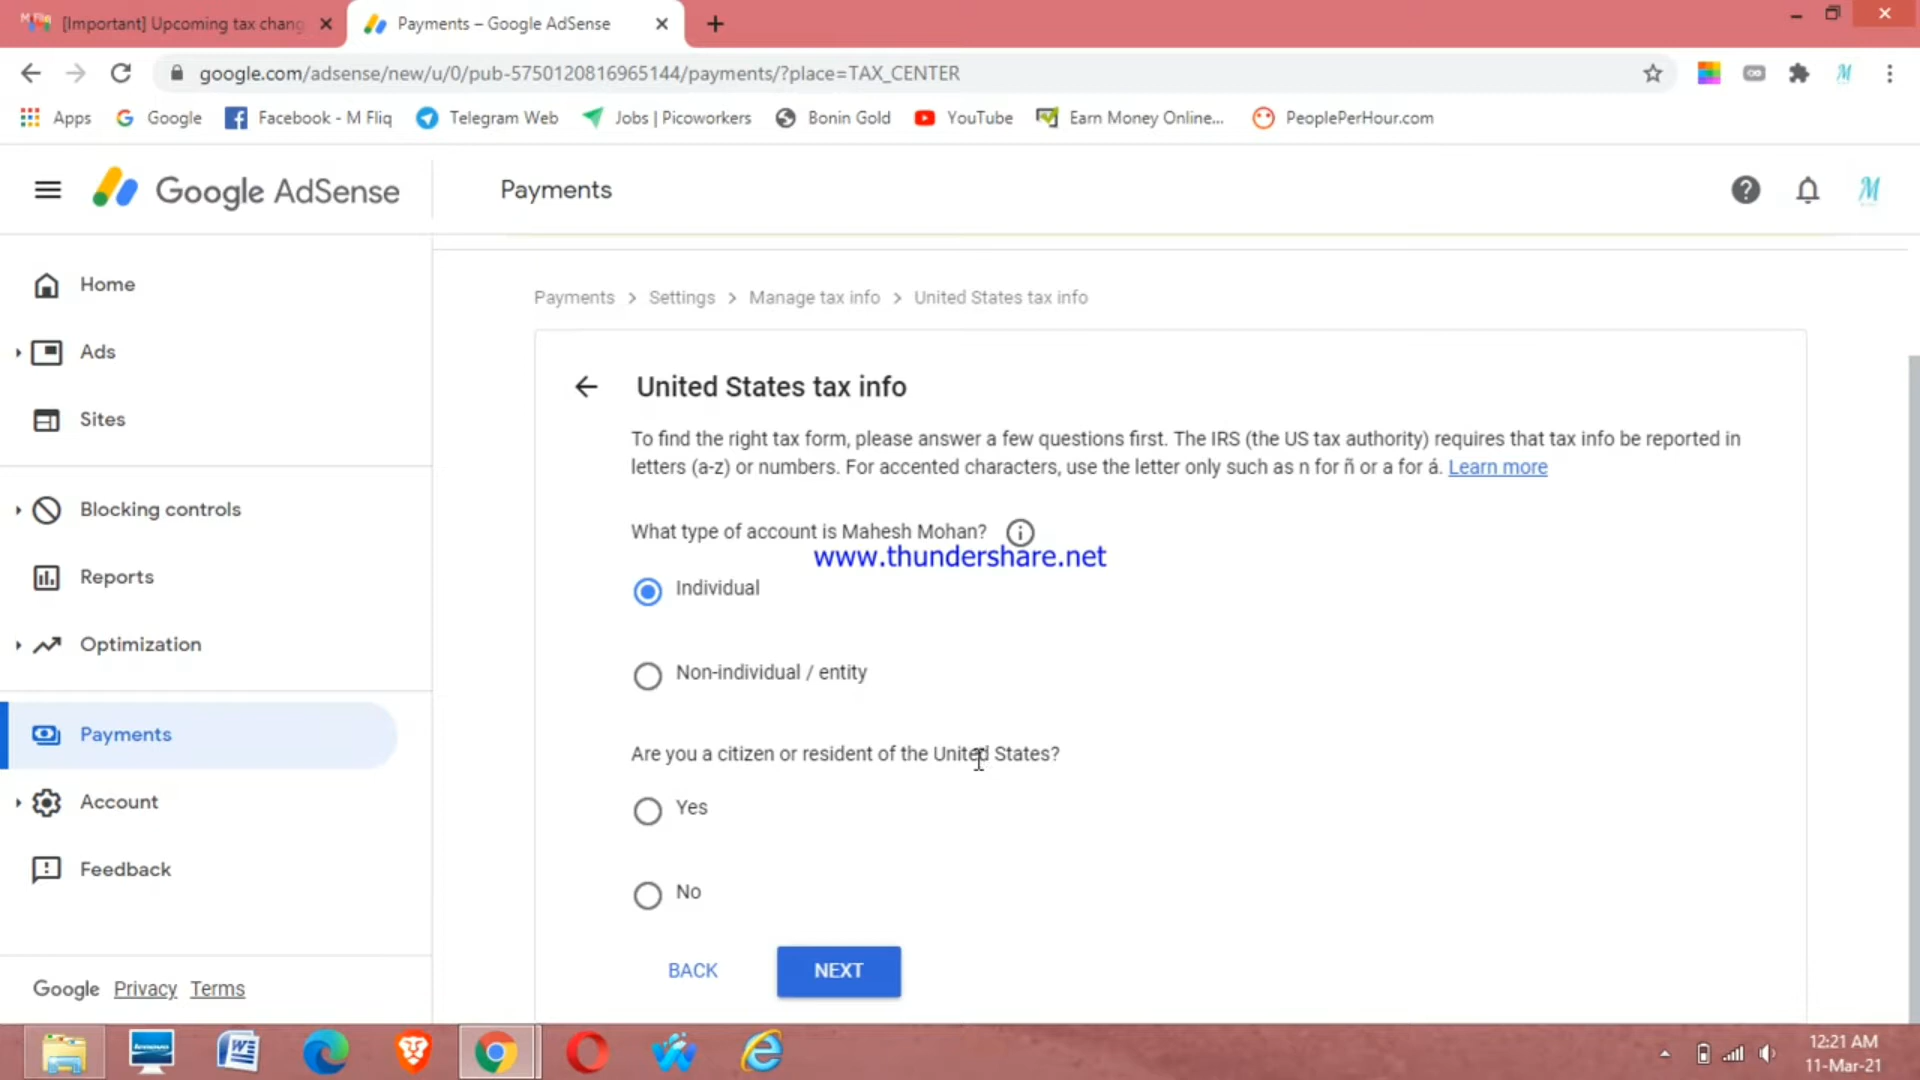 [Important] Upcoming tax chang
Payments – Google AdSense
google.com/adsense/new/u/0/pub-5750120816965144/payments/?place=TAX_CENTER
Apps
Google
Facebook - M Fliq
Telegram Web
Jobs | Picoworkers
Bonin Gold
YouTube
Earn Money Online...
PeoplePerHour.com
Google AdSense
Payments
Home
Ads
Sites
Blocking controls
Reports
Optimization
Payments
Account
Feedback
Google Privacy Terms
Payments > Settings > Manage tax info > United States tax info
United States tax info
To find the right tax form, please answer a few questions first. The IRS (the US tax authority) requires that tax info be reported in
letters (a-z) or numbers. For accented characters, use the letter only such as n for ñ or a for á. Learn more
What type of account is Mahesh Mohan?
www.thundershare.net
Individual
Non-individual / entity
Are you a citizen or resident of the United States?
Yes
No
BACK
NEXT
12:21 AM
11-Mar-21